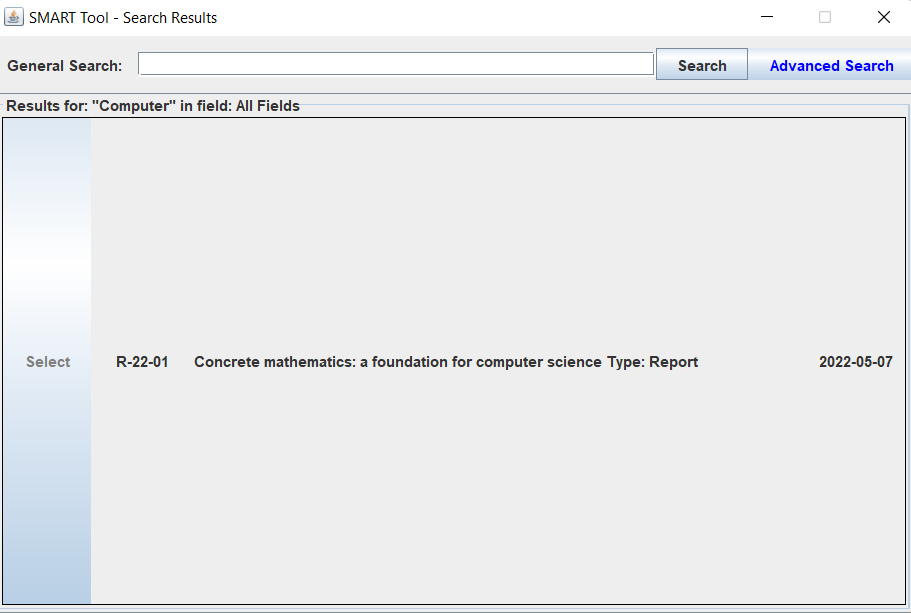 SMART Tool - Search Results
General Search: Search Advanced Search
Results for: "Computer" in field: All Fields
Select R-22-01 Concrete mathematics: a foundation for computer science Type: Report 2022-05-07